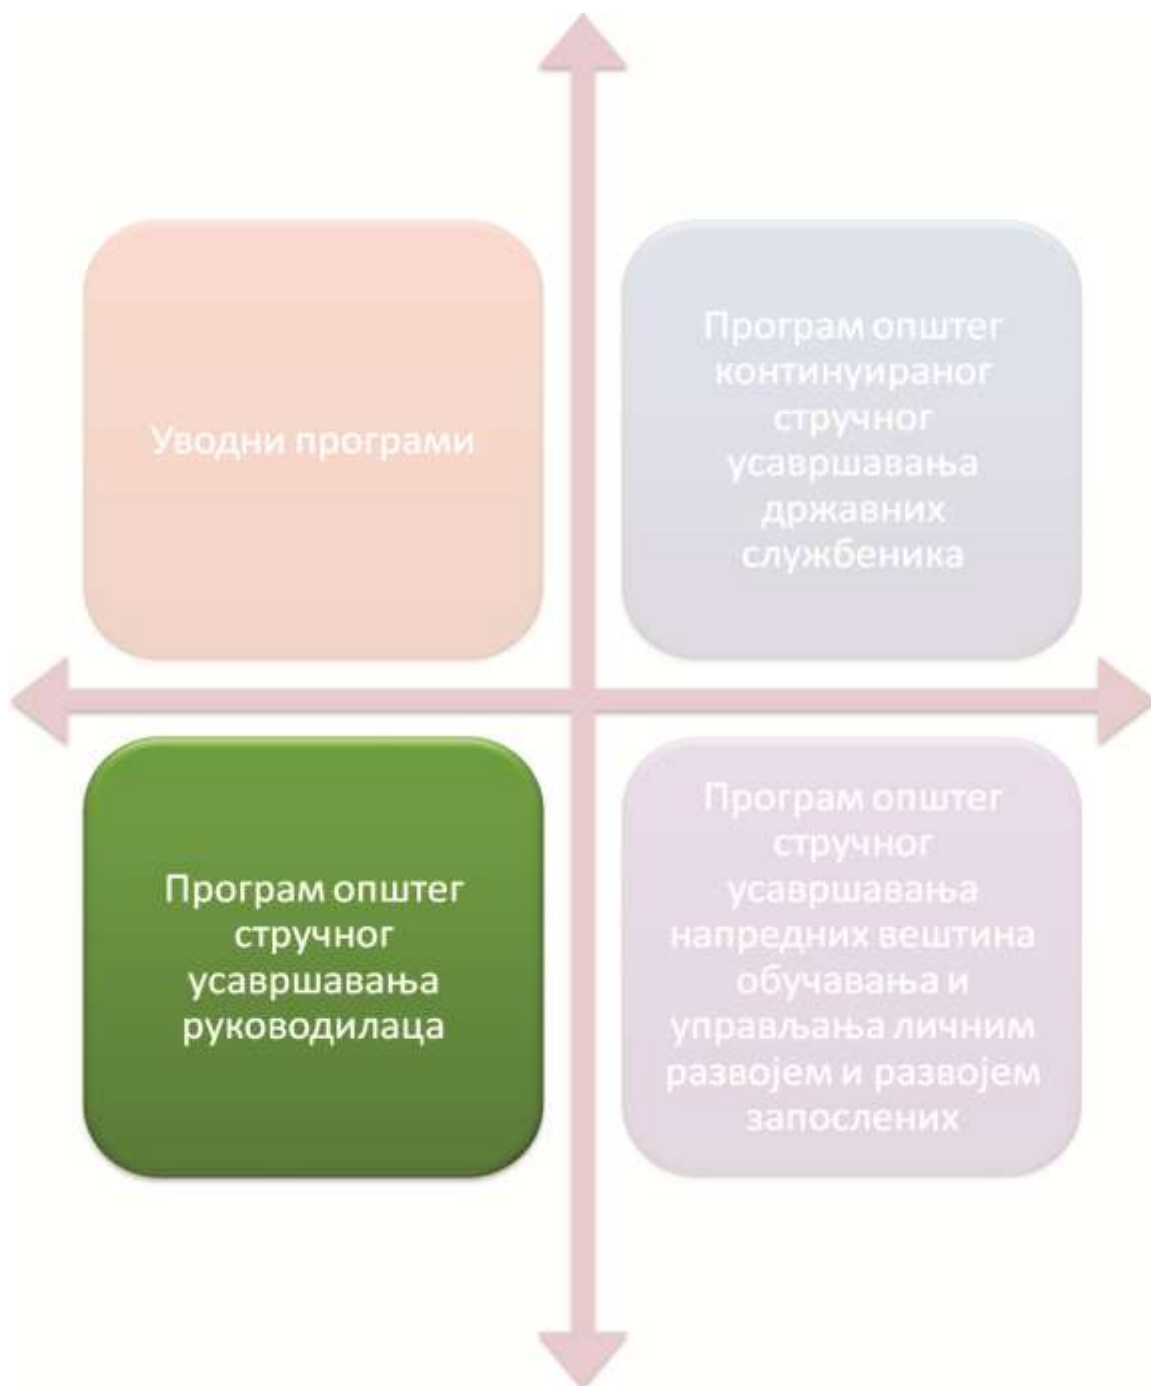 Уводни програми
Програм општег
континуираног
стручног
усавршавања
државних
службеника
Програм општег
стручног
усавршавања
руководилаца
Програм општег
стручног
усавршавања
напредних вештина
обучавања и
управљања личним
развојем и развојем
запослених